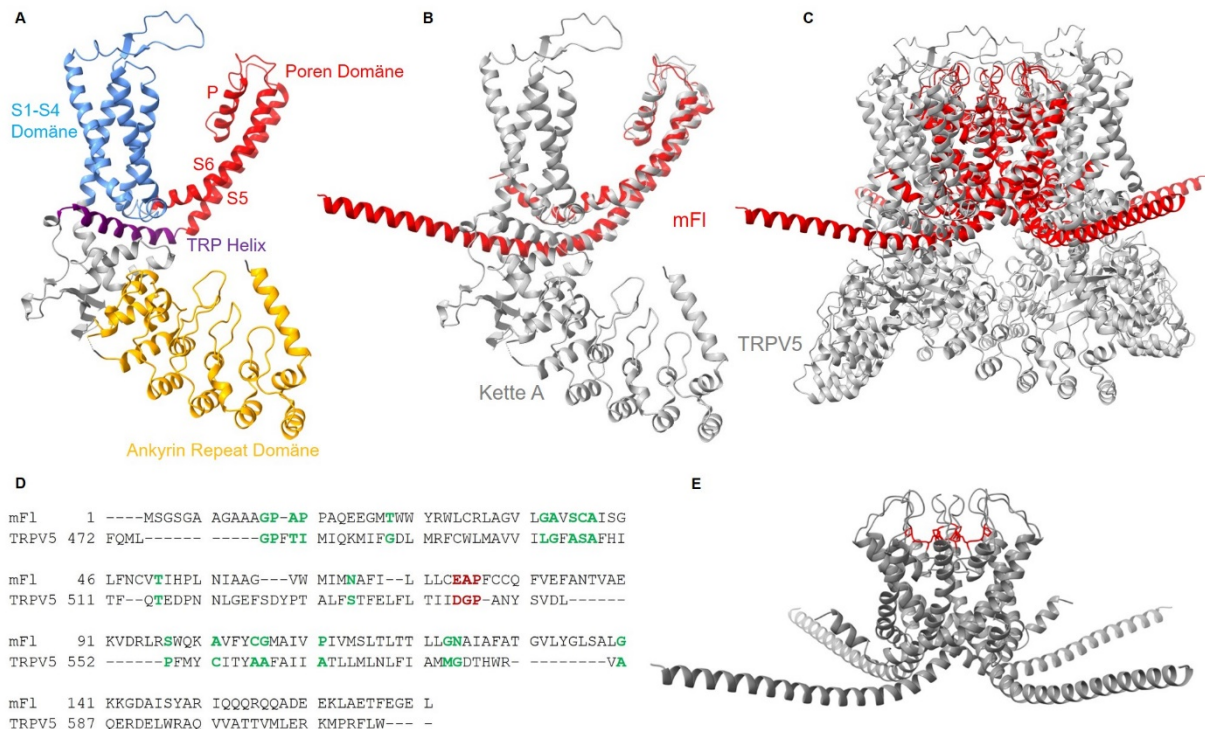 A
B
C
S1-S4
Domäne
P
Poren Domäne
S6
S5
TRP Helix
Ankyrin Repeat Domäne
mFl
Kette A
TRPV5
D
mFl 1 ----MSGSGA AGAAAGP-AP PAQEEGMTWW YRWLCRLAGV LGAVSCAISG
TRPV5 472 FQML------ -----GPFTI MIQKMIFGDL MRFCWLMAVV ILGFASAFHI
mFl 46 LFNCVTIHPL NIAAG---VW MIMNAFI-L- LLCEAPFCCQ FVEFANTVAE
TRPV5 511 TF--QTEDPN NLGEFSDYPT ALFSTFELFL TIIDGP-ANY SVDL------
mFl 91 KVDRLRSWQK AVFYCGMAIV PIVMSLTLTT LLGNAIAFAT GVLYGLSALG
TRPV5 552 ------PFMY CITYAAFAII ATLLMLNLFI AMMGDTHWR- --------VA
mFl 141 KKGDAISYAR IQQQRQQADE EKLAETFEGE L
TRPV5 587 QERDELWRAQ VVATTVMLER KMPRFLW--- -
E